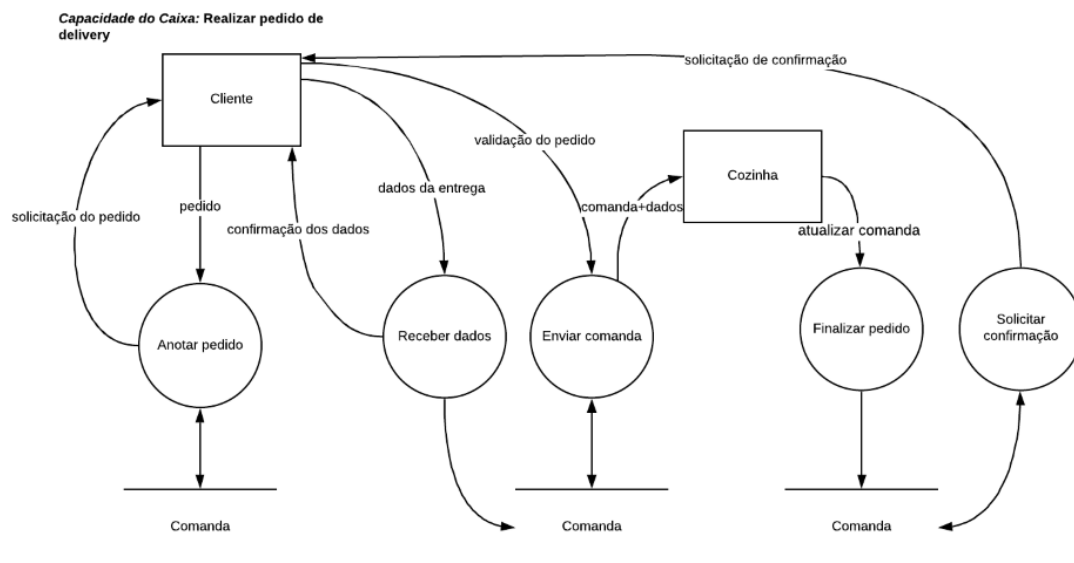 Capacidade do Caixa: Realizar pedido de
delivery
solicitação de confirmação
Cliente
validação do pedido
Cozinha
dados da entrega
comanda+dados
pedido
solicitação do pedido
confirmação dos dados
atualizar comanda
Anotar pedido
Receber dados
Enviar comanda
Finalizar pedido
Solicitar
confirmação
Comanda
Comanda
Comanda